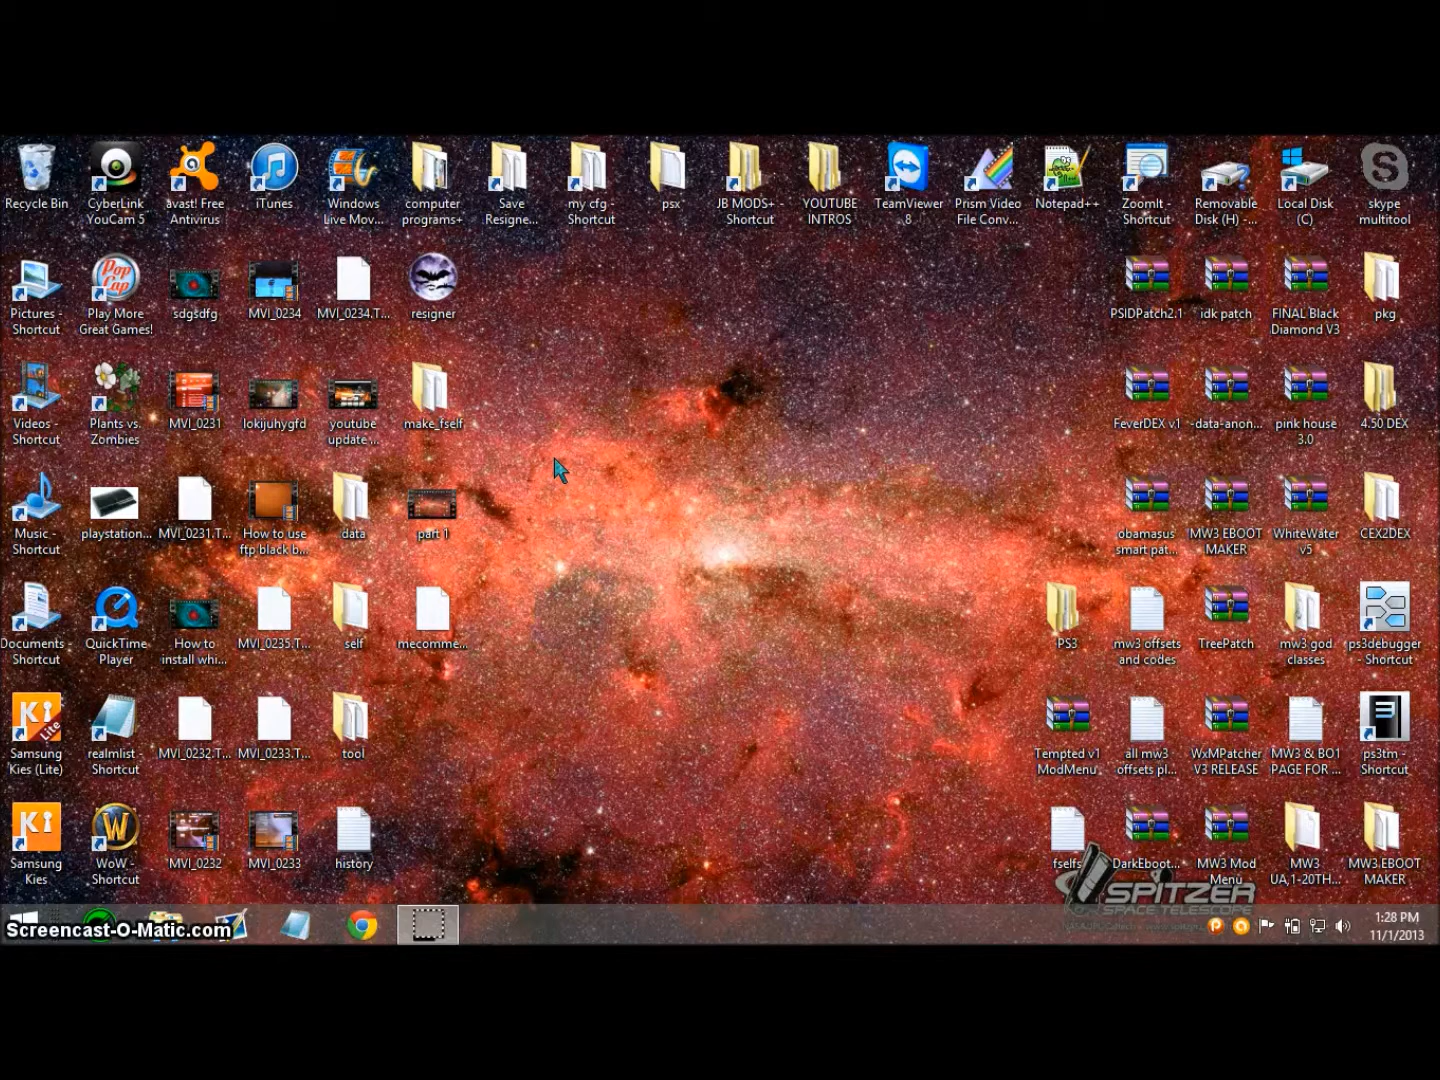 Recycle Bin
CyberLink
YouCam 5
avast! Free
Antivirus
iTunes
Windows
Live Mov...
computer
programs+
Save
Resigne...
my cfg -
Shortcut
psx
JB MODS+ -
Shortcut
YOUTUBE
INTROS
TeamViewer
8
Prism Video
File Conv...
Notepad++
ZoomIt -
Shortcut
Removable
Disk (H) -...
Local Disk
(C)
skype
multitool
Pictures -
Shortcut
Pop
Cap
Play More
Great Games!
sdgsdfg
MVI_0234
MVI_0234.T...
resigner
PSIDPatch2.1
idk patch
FINAL Black
Diamond V3
pkg
Videos -
Shortcut
Plants vs.
Zombies
MVI_0231
lokijuhygfd
youtube
update ...
make_fself
FeverDEX v1
-data-anon...
pink house
3.0
4.50 DEX
Music -
Shortcut
playstation...
MVI_0231.T...
How to use
ftp black b...
data
part 1
obamasus
smart pat...
MW3 EBOOT
MAKER
WhiteWater
v5
CEX2DEX
Documents -
Shortcut
QuickTime
Player
How to
install whi...
MVI_0235.T...
self
mecomme...
PS3
mw3 offsets
and codes
TreePatch
mw3 god
classes
ps3debugger
- Shortcut
Ki
Lite
Samsung
Kies (Lite)
realmlist -
Shortcut
MVI_0232.T...
MVI_0233.T...
tool
Tempted v1
ModMenu
all mw3
offsets pl...
WxMPatcher
V3 RELEASE
MW3 & BO1
PAGE FOR ...
ps3tm -
Shortcut
Ki
Samsung
Kies
WoW -
Shortcut
MVI_0232
MVI_0233
history
fselfs
DarkEboot...
MW3 Mod
Menu
MW3
UA,1-20TH...
MW3 EBOOT
MAKER
SPITZER
SPACE TELESCOPE
Screencast-O-Matic.com
1:28 PM
11/1/2013